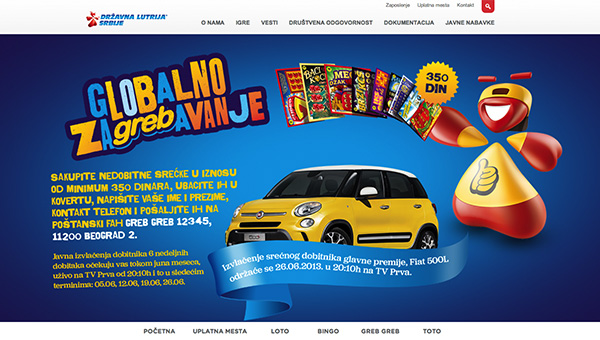 Zaposlenje Uplatna mesta Kontakt
DRŽAVNA LUTRIJA
SRBIJE
O NAMA IGRE VESTI DRUŠTVENA ODGOVORNOST DOKUMENTACIJA JAVNE NABAVKE
GLOBALNO
ZAgrebAVANJE
350
DIN
SAKUPITE NEDOBITNE SREĆKE U IZNOSU
OD MINIMUM 350 DINARA, UBACITE IH U
KOVERTU, NAPIŠITE VAŠE IME I PREZIME,
KONTAKT TELEFON I POŠALJITE IH NA
POŠTANSKI FAH GREB GREB 12345,
11200 BEOGRAD 2.
Javna izvlačenja dobitnika 6 nedeljnih
dobitaka očekuju vas tokom juna meseca,
uživo na TV Prva od 20:10h i to u sledecim
terminima: 05.06, 12.06, 19.06, 26.06.
Izvlačenje srećnog dobitnika glavne premije, Fiat 500L
održaće se 26.06.2013. u 20:10h na TV Prva.
POČETNA UPLATNA MESTA LOTO BINGO GREB GREB TOTO